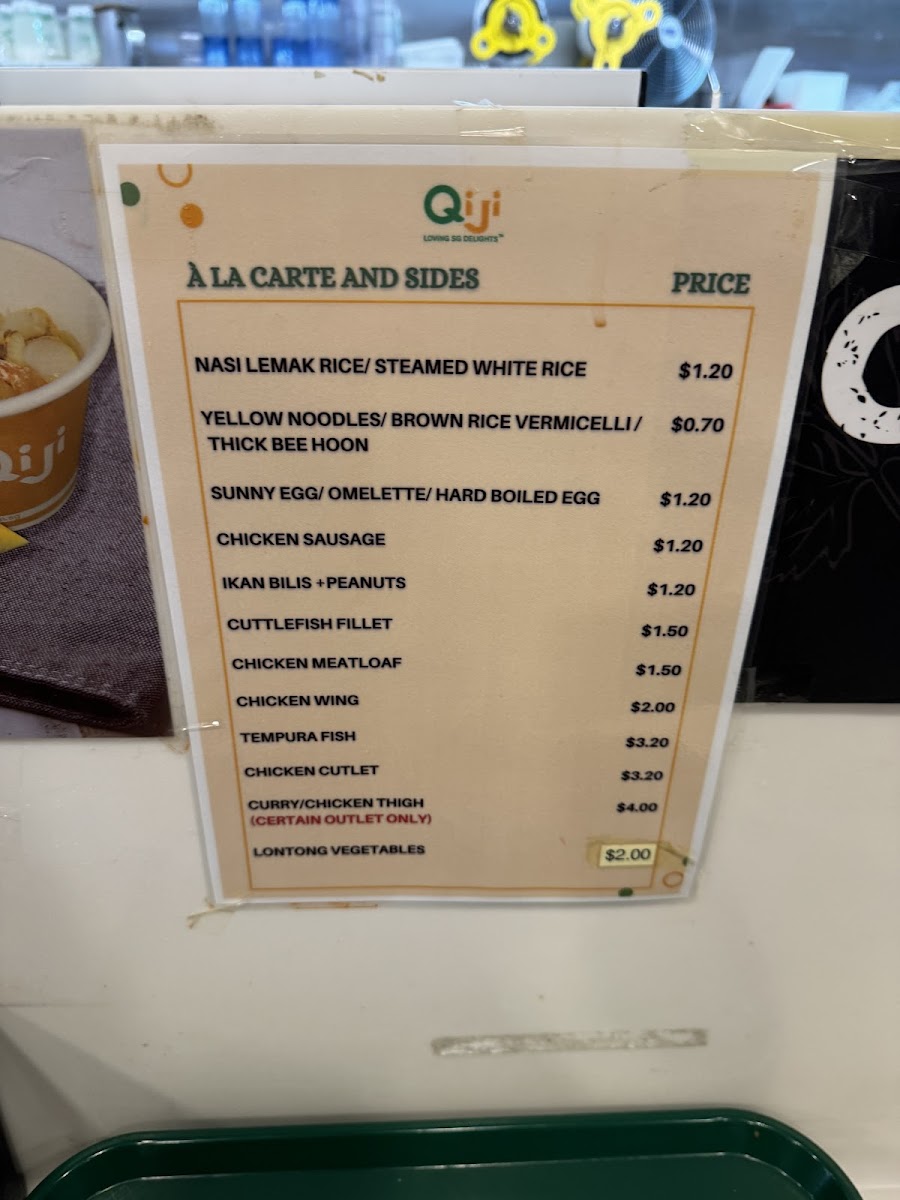 Qiji
LOVING SG DELIGHTS™
À LA CARTE AND SIDES PRICE
NASI LEMAK RICE/ STEAMED WHITE RICE $1.20
YELLOW NOODLES/ BROWN RICE VERMICELLI / $0.70
THICK BEE HOON
SUNNY EGG/ OMELETTE/ HARD BOILED EGG $1.20
CHICKEN SAUSAGE $1.20
IKAN BILIS +PEANUTS $1.20
CUTTLEFISH FILLET $1.50
CHICKEN MEATLOAF $1.50
CHICKEN WING $2.00
TEMPURA FISH $3.20
CHICKEN CUTLET $3.20
CURRY/CHICKEN THIGH $4.00
(CERTAIN OUTLET ONLY)
LONTONG VEGETABLES $2.00
Qiji